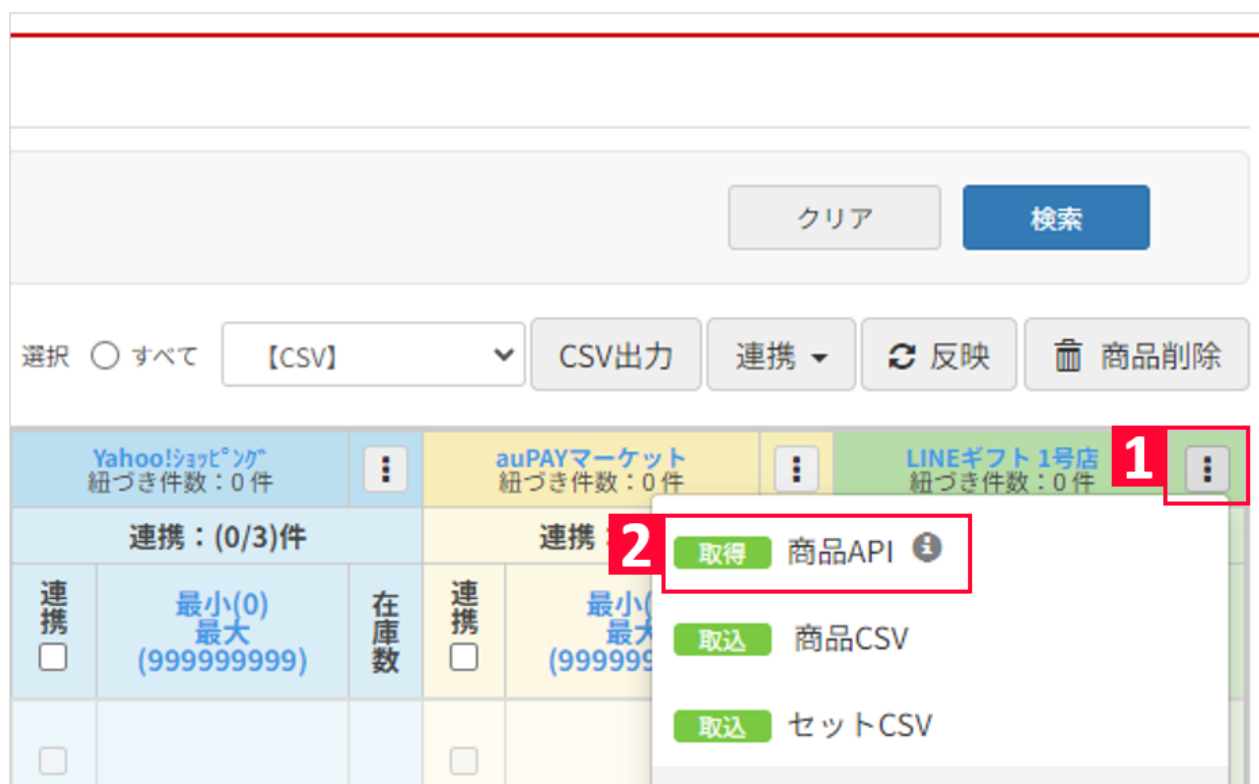 クリア
検索
選択 すべて 【CSV】 CSV出力 連携 反映 商品削除
Yahoo!ｼｮｯﾋﾟﾝｸﾞ
紐づき件数：0 件
auPAYマーケット
紐づき件数：0 件
LINEギフト 1号店
紐づき件数：0 件
1
連携：(0/3)件
連携：
2
取得 商品API
取込 商品CSV
取込 セットCSV
連携
最小(0)
最大
(999999999)
在庫数
連携
最小(
最大
(999999